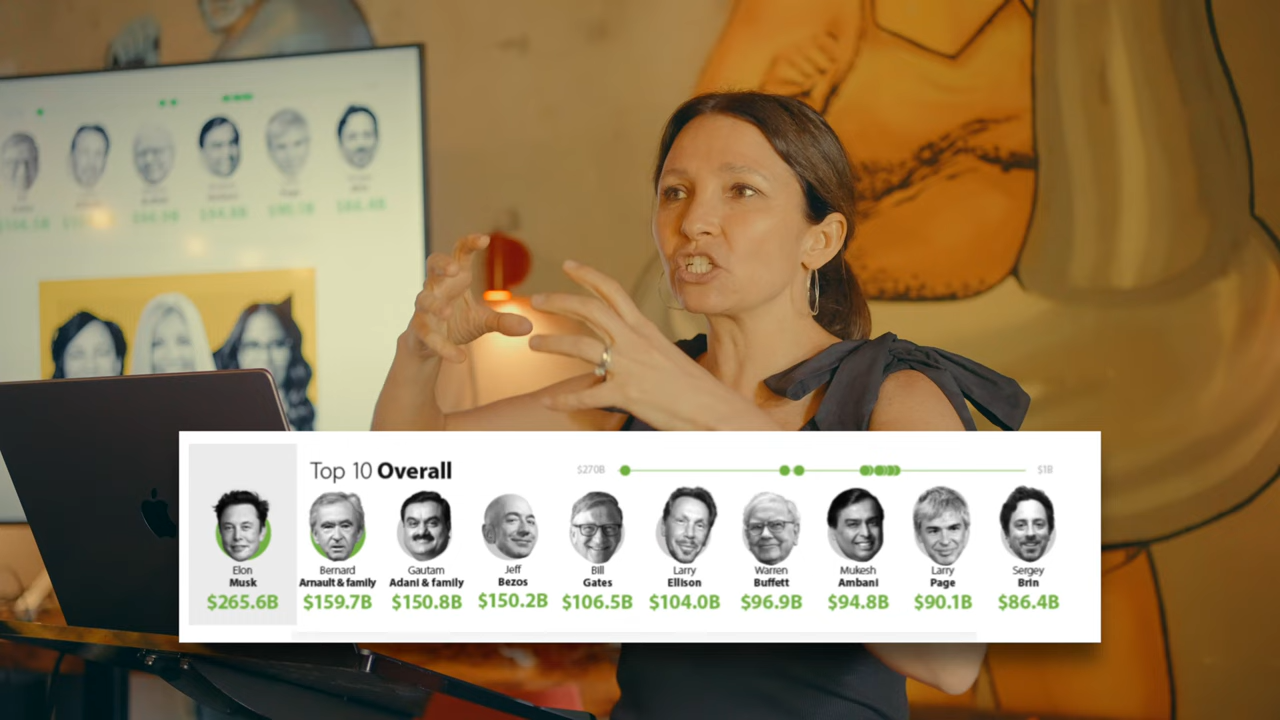 Top 10 Overall
$270B
$1B
Elon Musk
$265.6B
Bernard Arnault & family
$159.7B
Gautam Adani & family
$150.8B
Jeff Bezos
$150.2B
Bill Gates
$106.5B
Larry Ellison
$104.0B
Warren Buffett
$96.9B
Mukesh Ambani
$94.8B
Larry Page
$90.1B
Sergey Brin
$86.4B